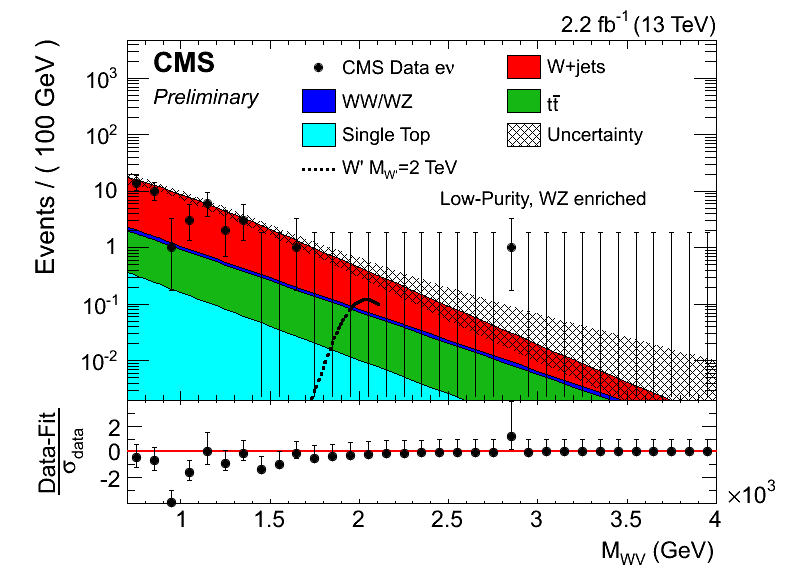 2.2 fb⁻¹ (13 TeV)
CMS
Preliminary
CMS Data eν
W+jets
WW/WZ
tt̄
Single Top
Uncertainty
W' M_W'=2 TeV
Low-Purity, WZ enriched
Events / ( 100 GeV )
10³
10²
10
1
10⁻¹
10⁻²
Data-Fit
σ_data
2
0
-2
1
1.5
2
2.5
3
3.5
4
×10³
M_WV (GeV)